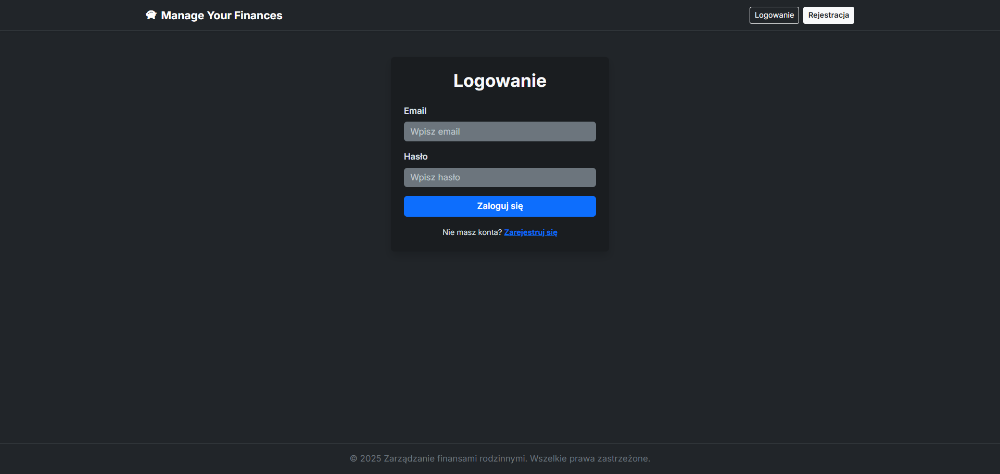 Manage Your Finances
Logowanie
Rejestracja
Logowanie
Email
Wpisz email
Hasło
Wpisz hasło
Zaloguj się
Nie masz konta? Zarejestruj się
© 2025 Zarządzanie finansami rodzinnymi. Wszelkie prawa zastrzeżone.